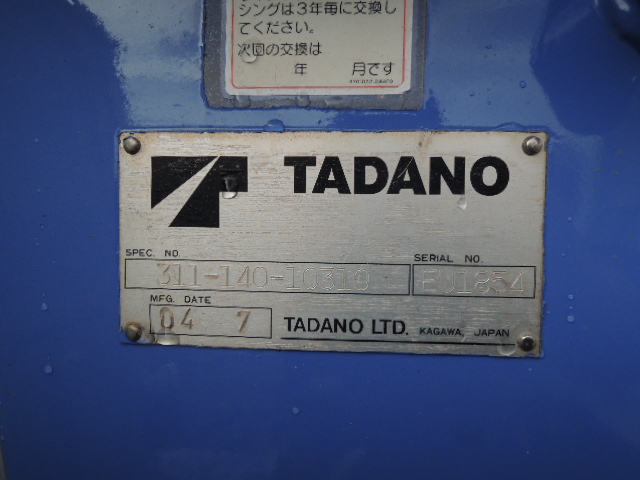 シングは3年毎に交換し
てください。
次回の交換は
年 月です
TADANO
SPEC. NO.
311-140-10310
SERIAL NO.
EU1854
MFG. DATE
04 7
TADANO LTD. KAGAWA, JAPAN